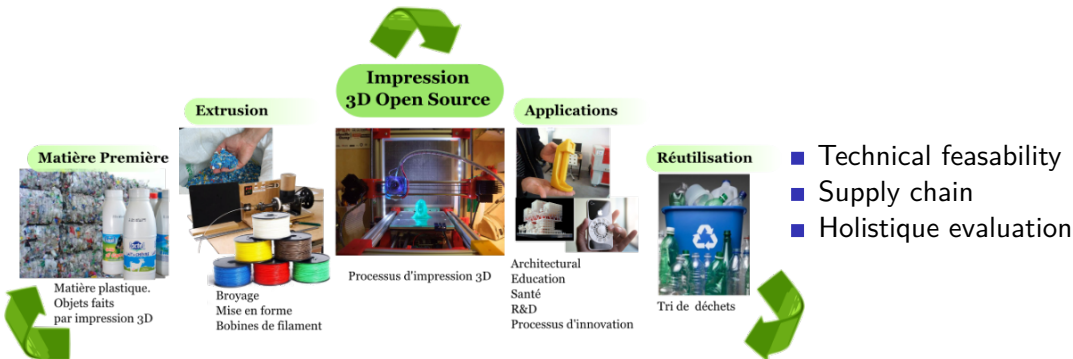 Impression
3D Open Source
Extrusion
Applications
Matière Première
Réutilisation
Matière plastique.
Objets faits
par impression 3D
Broyage
Mise en forme
Bobines de filament
Processus d'impression 3D
Architectural
Education
Santé
R&D
Processus d'innovation
Tri de déchets
Technical feasability
Supply chain
Holistique evaluation